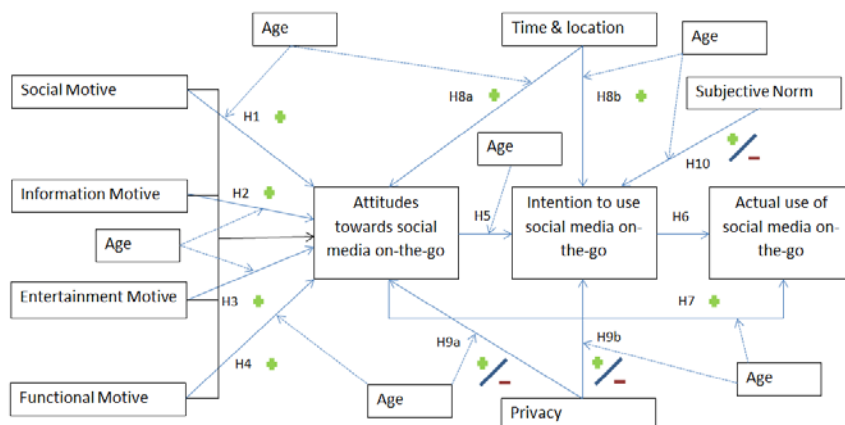 Age
Time & location
Age
Social Motive
H8a
H8b
Subjective Norm
H1
Age
H10
Information Motive
H2
Attitudes
towards social
media on-the-go
H5
Intention to use
social media on-
the-go
H6
Actual use of
social media on-
the-go
Age
Entertainment Motive
H3
H7
H4
H9a
H9b
Age
Age
Functional Motive
Privacy